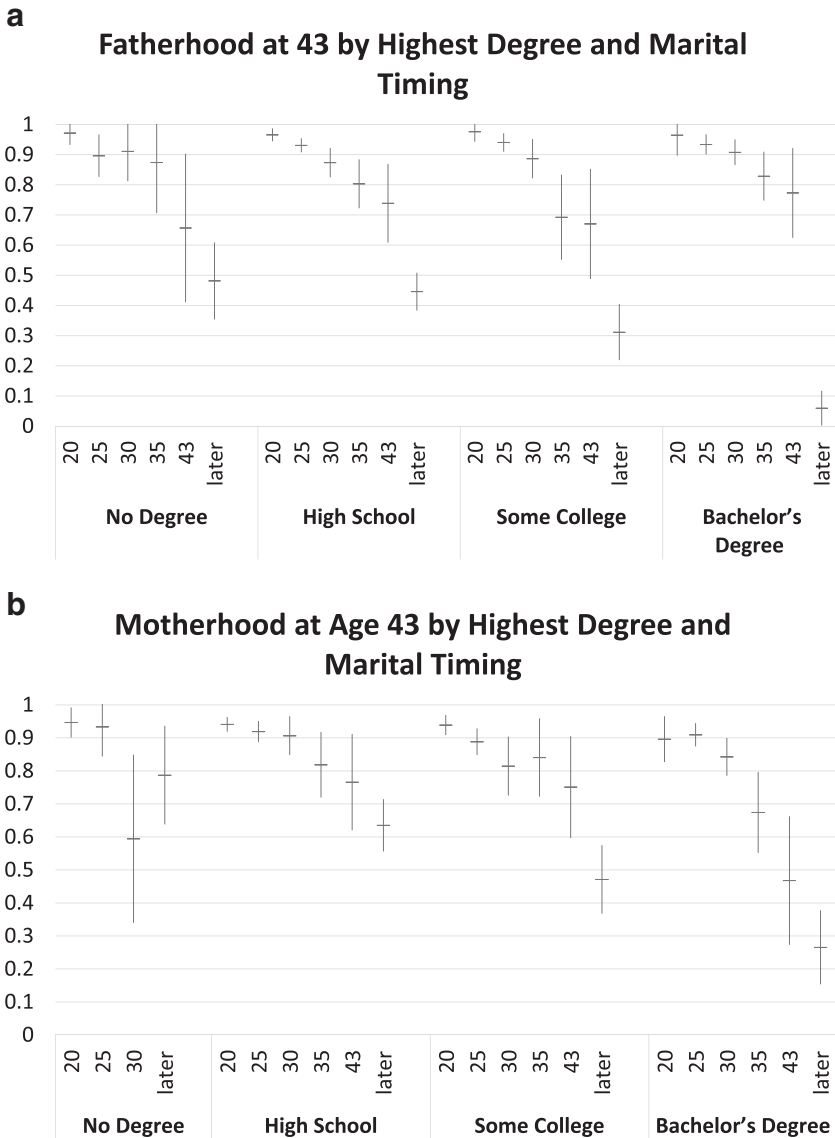 a
Fatherhood at 43 by Highest Degree and Marital
Timing
1
0.9
0.8
0.7
0.6
0.5
0.4
0.3
0.2
0.1
0
20 25 30 35 43 later 20 25 30 35 43 later 20 25 30 35 43 later 20 25 30 35 43 later
No Degree High School Some College Bachelor’s
Degree
b
Motherhood at Age 43 by Highest Degree and
Marital Timing
1
0.9
0.8
0.7
0.6
0.5
0.4
0.3
0.2
0.1
0
20 25 30 later 20 25 30 35 43 later 20 25 30 35 43 later 20 25 30 35 43 later
No Degree High School Some College Bachelor’s Degree